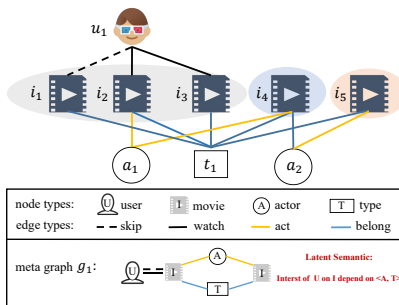 u₁
i₁ i₂ i₃ i₄ i₅
a₁ t₁ a₂
node types: U user I movie A actor T type
edge types: skip watch act belong
Latent Semantic:
meta graph g₁: U I A T I
Interst of U on I depend on <A, T>